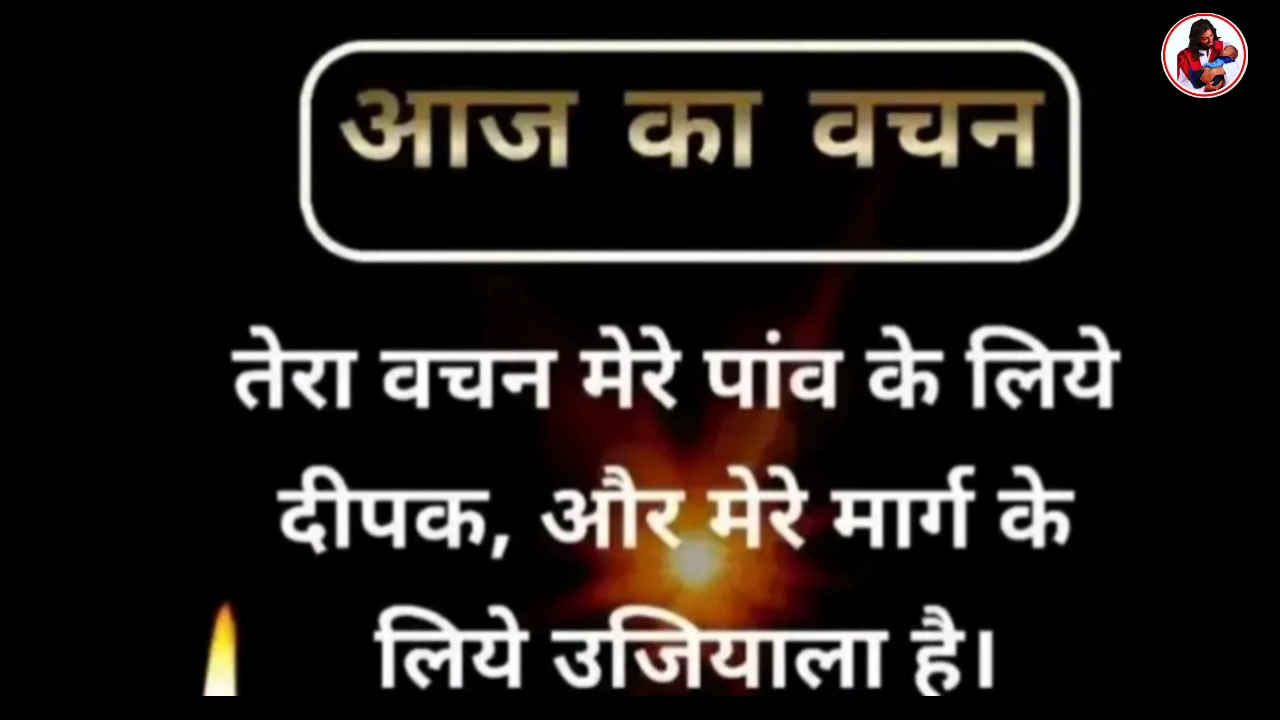 आज का वचन
तेरा वचन मेरे पांव के लिये
दीपक, और मेरे मार्ग के
लिये उजियाला है।